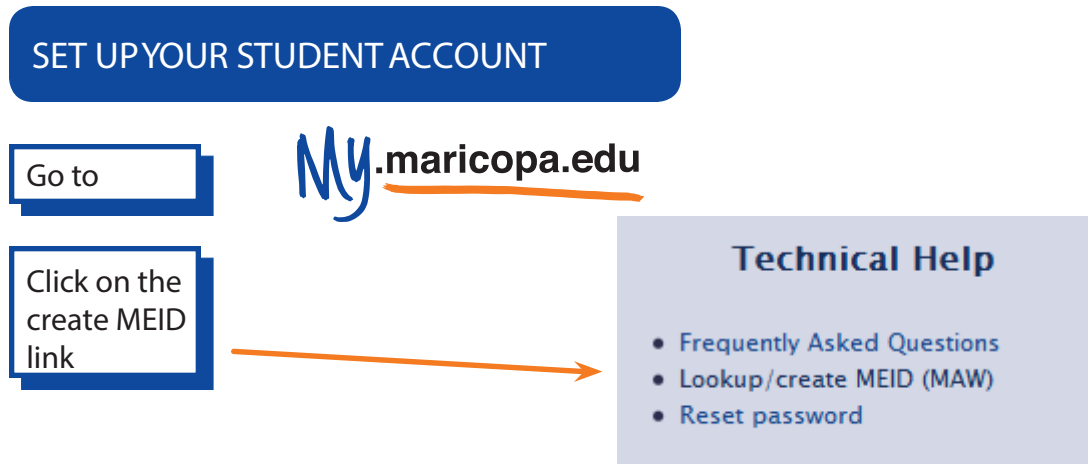 SET UP YOUR STUDENT ACCOUNT
Go to
My.maricopa.edu
Click on the
create MEID
link
Technical Help
• Frequently Asked Questions
• Lookup/create MEID (MAW)
• Reset password